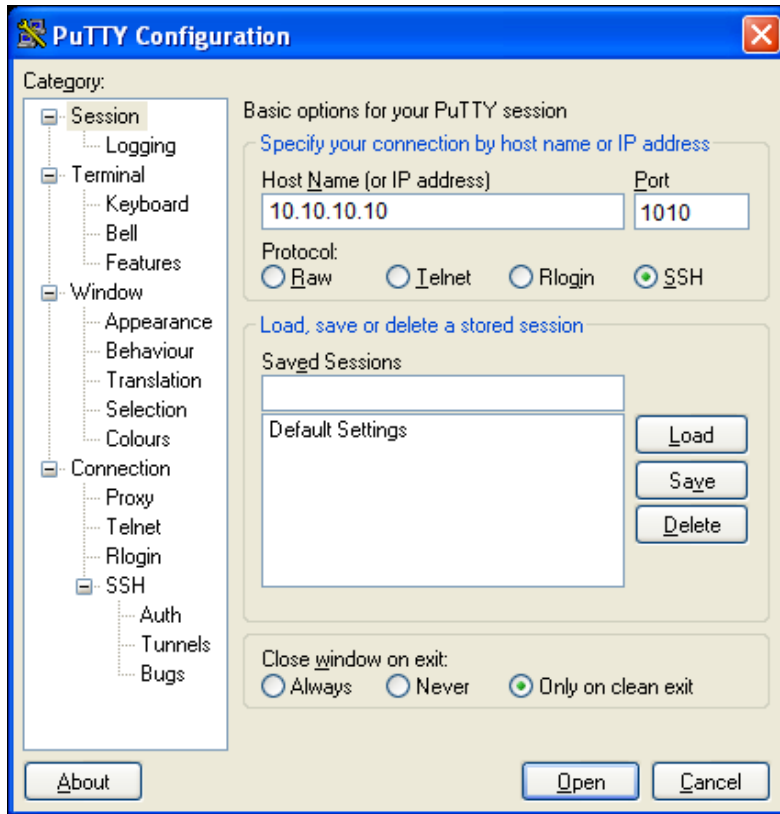 PuTTY Configuration
Category:
Session
Logging
Terminal
Keyboard
Bell
Features
Window
Appearance
Behaviour
Translation
Selection
Colours
Connection
Proxy
Telnet
Rlogin
SSH
Auth
Tunnels
Bugs
Basic options for your PuTTY session
Specify your connection by host name or IP address
Host Name (or IP address) Port
10.10.10.10 1010
Protocol:
Raw Telnet Rlogin SSH
Load, save or delete a stored session
Saved Sessions
Default Settings
Load
Save
Delete
Close window on exit:
Always Never Only on clean exit
About Open Cancel